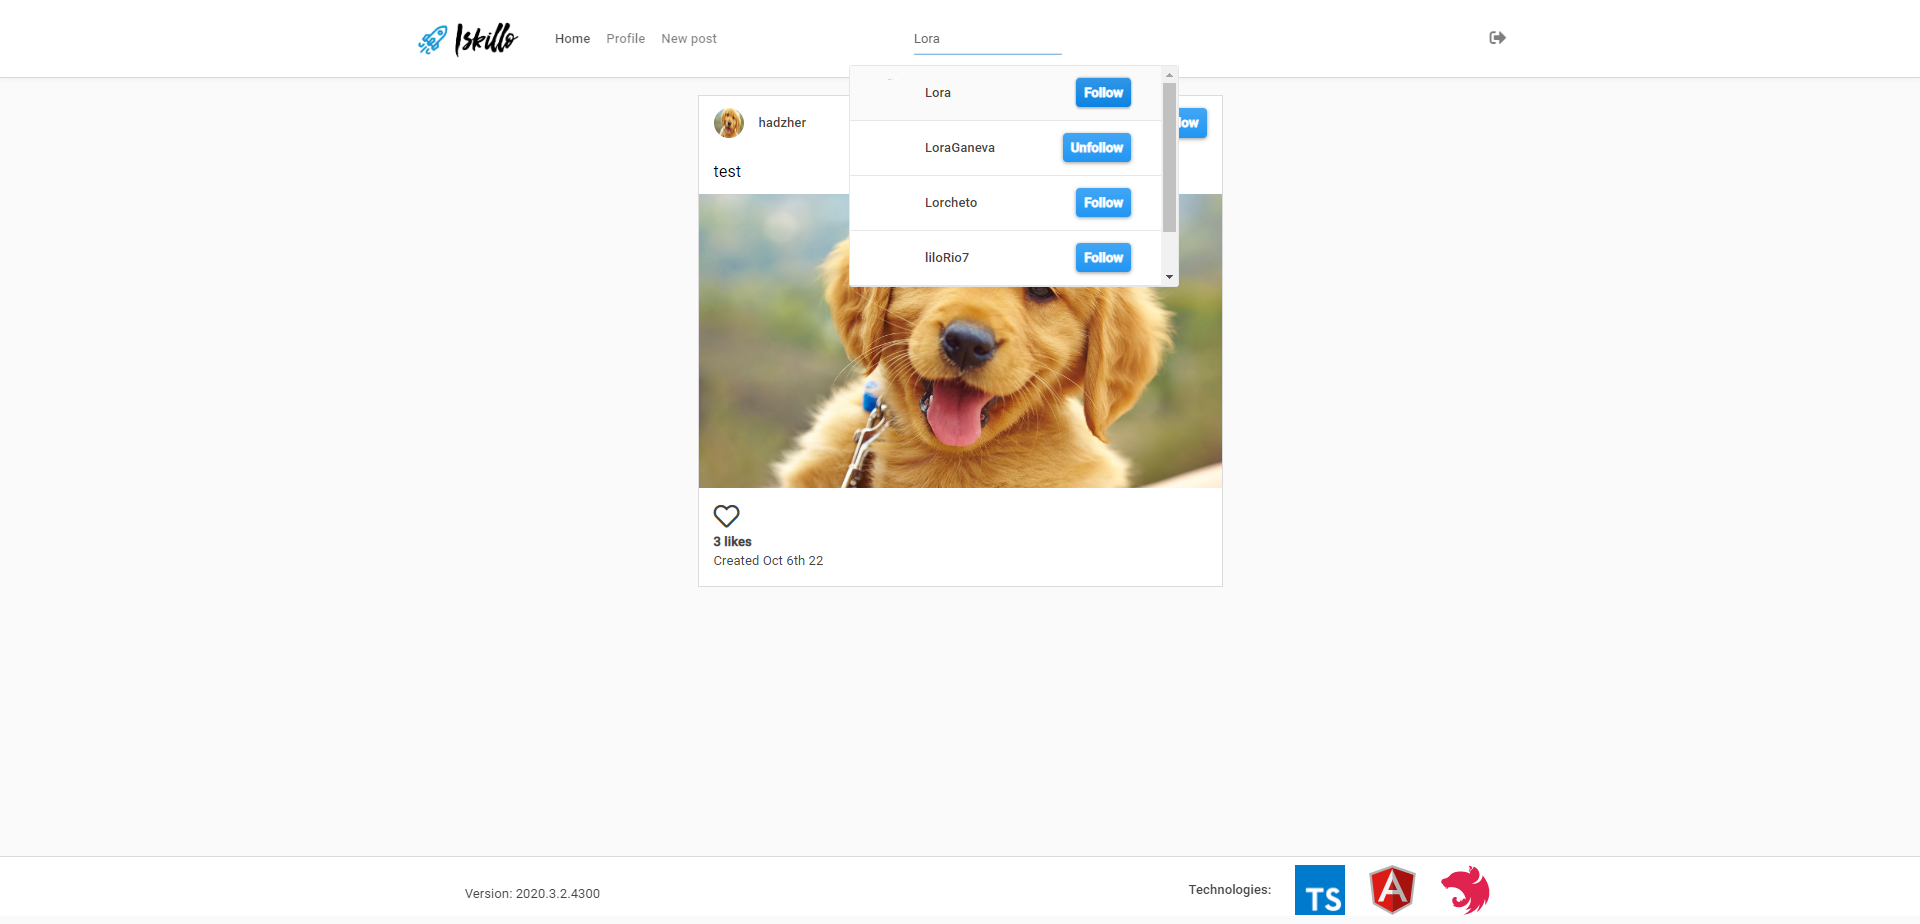 Iskillo
Home Profile New post
Lora
hadzher
test
Lora Follow
LoraGaneva Unfollow
Lorcheto Follow
liloRio7 Follow
low
3 likes
Created Oct 6th 22
Version: 2020.3.2.4300
Technologies:
TS
A